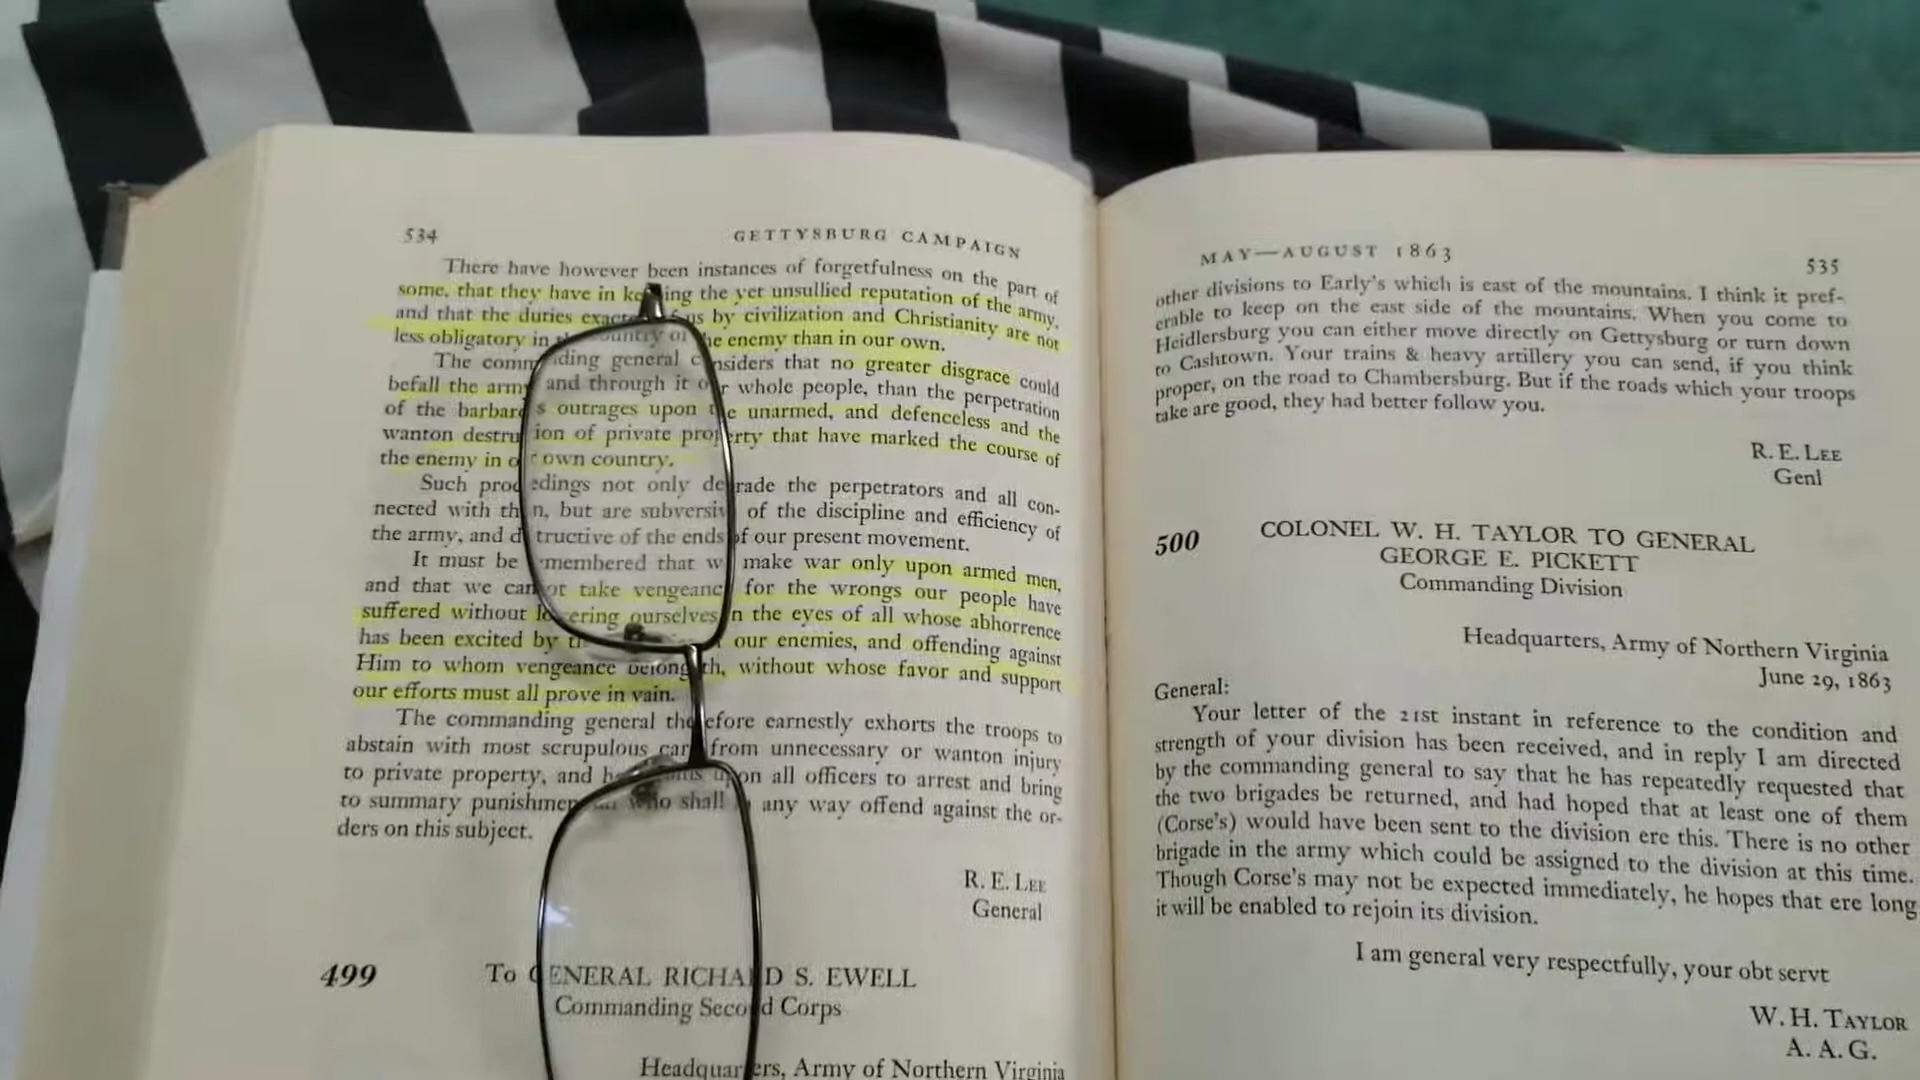 534
GETTYSBURG CAMPAIGN
There have however been instances of forgetfulness on the part of
some, that they have in keeping the yet unsullied reputation of the army,
and that the duties exacted of us by civilization and Christianity are not
less obligatory in the country of the enemy than in our own.
The commanding general considers that no greater disgrace could
befall the army and through it our whole people, than the perpetration
of the barbarous outrages upon the unarmed, and defenceless and the
wanton destruction of private property that have marked the course of
the enemy in our own country.
Such proceedings not only degrade the perpetrators and all con-
nected with them, but are subversive of the discipline and efficiency of
the army, and destructive of the ends of our present movement.
It must be remembered that we make war only upon armed men,
and that we cannot take vengeance for the wrongs our people have
suffered without lowering ourselves in the eyes of all whose abhorrence
has been excited by our enemies, and offending against
Him to whom vengeance belongeth, without whose favor and support
our efforts must all prove in vain.
The commanding general therefore earnestly exhorts the troops to
abstain with most scrupulous care from unnecessary or wanton injury
to private property, and he upon all officers to arrest and bring
to summary punishment all who shall in any way offend against the or-
ders on this subject.
R. E. LEE
General
499 To GENERAL RICHARD S. EWELL
Commanding Second Corps
Headquarters, Army of Northern Virginia
MAY—AUGUST 1863
535
other divisions to Early's which is east of the mountains. I think it pref-
erable to keep on the east side of the mountains. When you come to
Heidlersburg you can either move directly on Gettysburg or turn down
to Cashtown. Your trains & heavy artillery you can send, if you think
proper, on the road to Chambersburg. But if the roads which your troops
take are good, they had better follow you.
R. E. LEE
Genl
500 COLONEL W. H. TAYLOR TO GENERAL
GEORGE E. PICKETT
Commanding Division
Headquarters, Army of Northern Virginia
June 29, 1863
General:
Your letter of the 21st instant in reference to the condition and
strength of your division has been received, and in reply I am directed
by the commanding general to say that he has repeatedly requested that
the two brigades be returned, and had hoped that at least one of them
(Corse's) would have been sent to the division ere this. There is no other
brigade in the army which could be assigned to the division at this time.
Though Corse's may not be expected immediately, he hopes that ere long
it will be enabled to rejoin its division.
I am general very respectfully, your obt servt
W. H. TAYLOR
A. A. G.